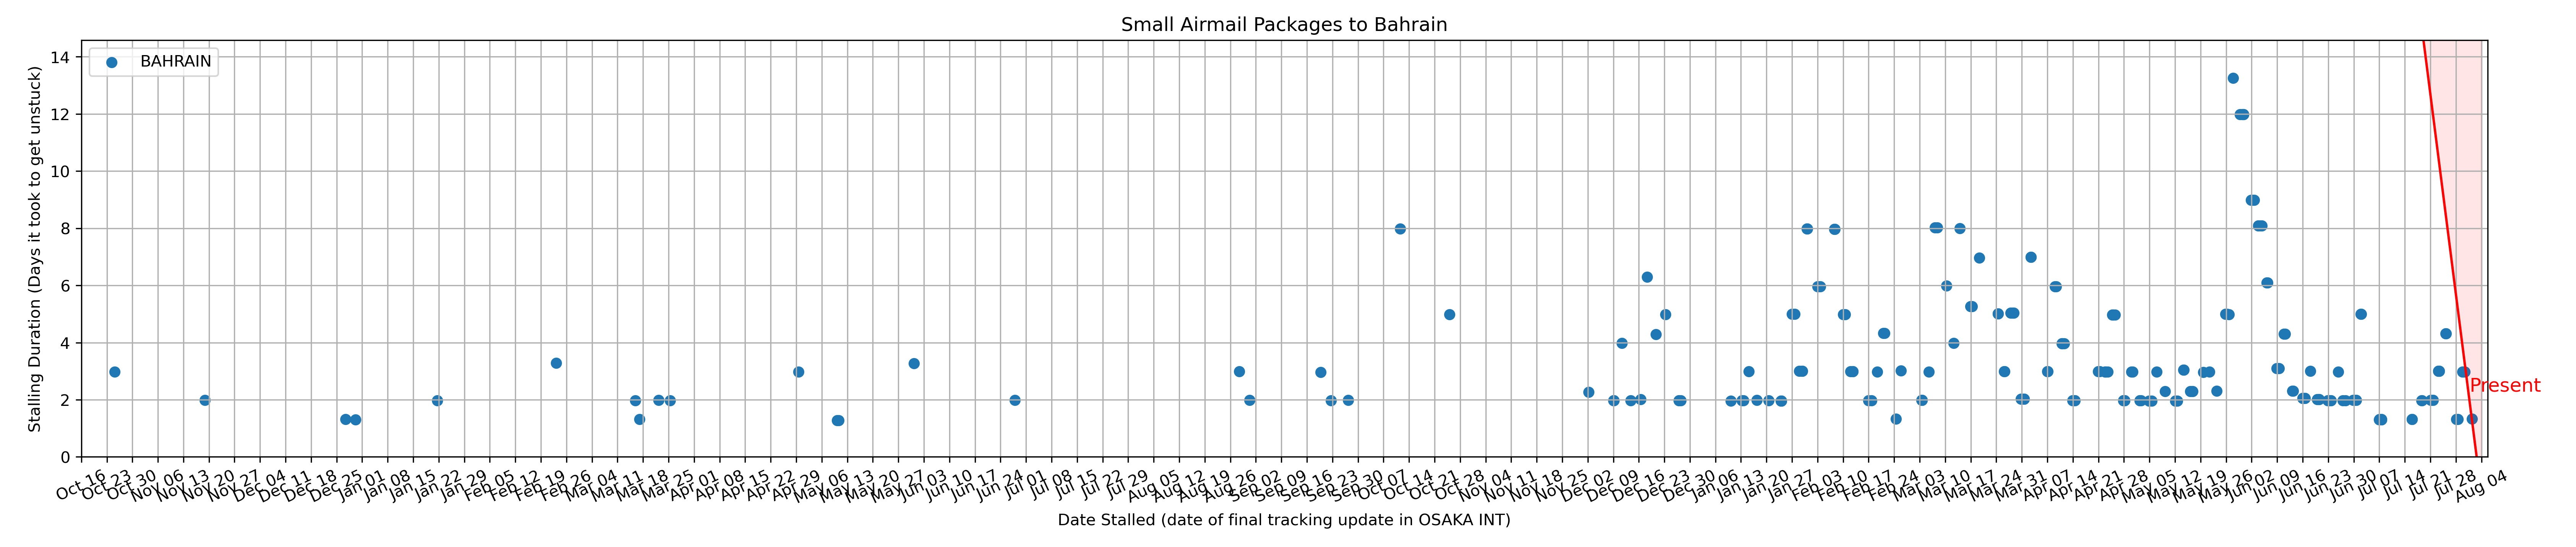 Small Airmail Packages to Bahrain
BAHRAIN
Stalling Duration (Days it took to get unstuck)
14
12
10
8
6
4
2
0
Present
Oct 16 Oct 23 Oct 30 Nov 06 Nov 13 Nov 20 Nov 27 Dec 04 Dec 11 Dec 18 Dec 25 Jan 01 Jan 08 Jan 15 Jan 22 Jan 29 Feb 05 Feb 12 Feb 19 Feb 26 Mar 04 Mar 11 Mar 18 Mar 25 Apr 01 Apr 08 Apr 15 Apr 22 Apr 29 May 06 May 13 May 20 May 27 Jun 03 Jun 10 Jun 17 Jun 24 Jul 01 Jul 08 Jul 15 Jul 22 Jul 29 Aug 05 Aug 12 Aug 19 Aug 26 Sep 02 Sep 09 Sep 16 Sep 23 Sep 30 Oct 07 Oct 14 Oct 21 Oct 28 Nov 04 Nov 11 Nov 18 Nov 25 Dec 02 Dec 09 Dec 16 Dec 23 Dec 30 Jan 06 Jan 13 Jan 20 Jan 27 Feb 03 Feb 10 Feb 17 Feb 24 Mar 03 Mar 10 Mar 17 Mar 24 Mar 31 Apr 07 Apr 14 Apr 21 Apr 28 May 05 May 12 May 19 May 26 Jun 02 Jun 09 Jun 16 Jun 23 Jun 30 Jul 07 Jul 14 Jul 21 Jul 28 Aug 04
Date Stalled (date of final tracking update in OSAKA INT)